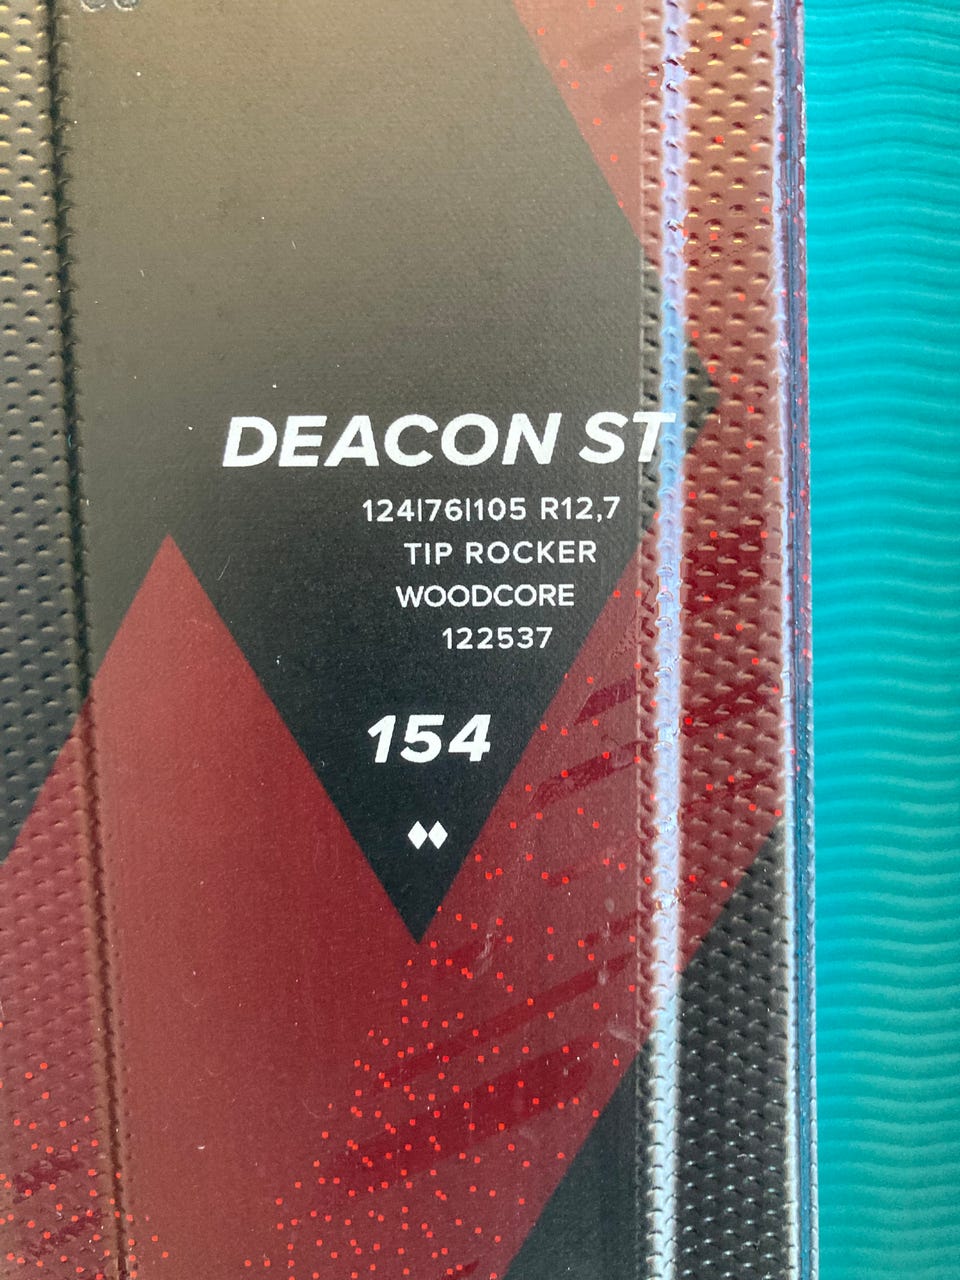 DEACON ST
124|76|105 R12,7
TIP ROCKER
WOODCORE
122537
154